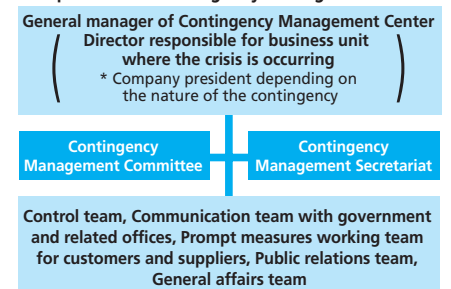 General manager of Contingency Management Center
Director responsible for business unit
where the crisis is occurring
* Company president depending on
the nature of the contingency
Contingency
Management Committee
Contingency
Management Secretariat
Control team, Communication team with government
and related offices, Prompt measures working team
for customers and suppliers, Public relations team,
General affairs team